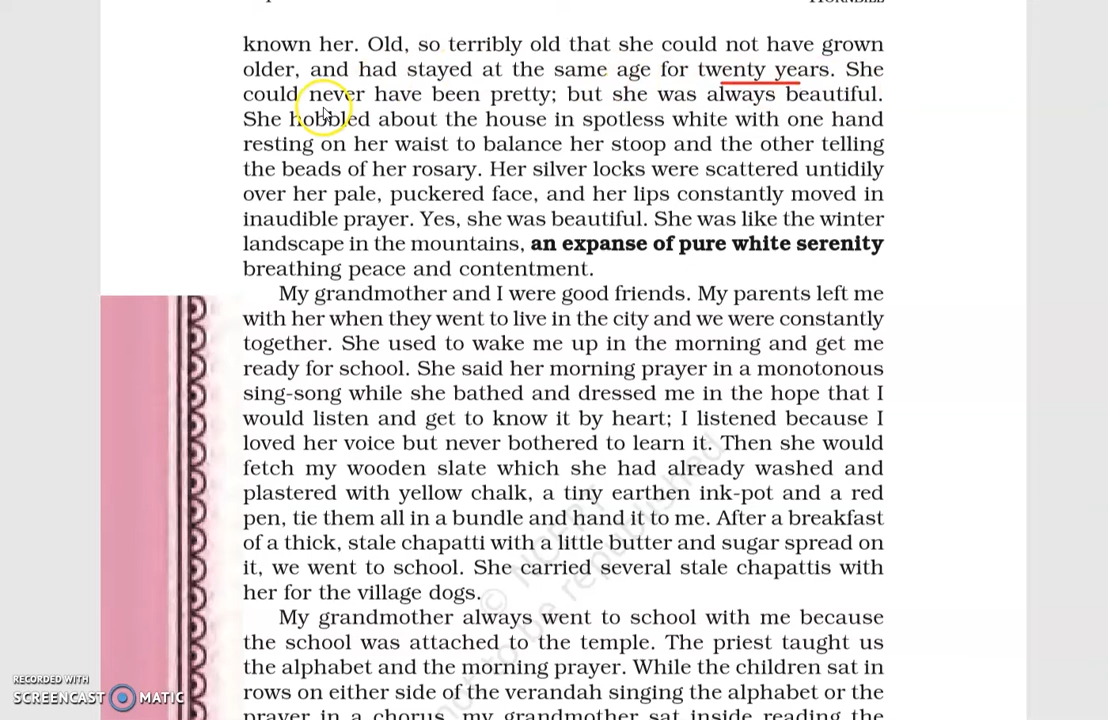 known her. Old, so terribly old that she could not have grown
older, and had stayed at the same age for twenty years. She
could never have been pretty; but she was always beautiful.
She hobbled about the house in spotless white with one hand
resting on her waist to balance her stoop and the other telling
the beads of her rosary. Her silver locks were scattered untidily
over her pale, puckered face, and her lips constantly moved in
inaudible prayer. Yes, she was beautiful. She was like the winter
landscape in the mountains, an expanse of pure white serenity
breathing peace and contentment.
My grandmother and I were good friends. My parents left me
with her when they went to live in the city and we were constantly
together. She used to wake me up in the morning and get me
ready for school. She said her morning prayer in a monotonous
sing-song while she bathed and dressed me in the hope that I
would listen and get to know it by heart; I listened because I
loved her voice but never bothered to learn it. Then she would
fetch my wooden slate which she had already washed and
plastered with yellow chalk, a tiny earthen ink-pot and a red
pen, tie them all in a bundle and hand it to me. After a breakfast
of a thick, stale chapatti with a little butter and sugar spread on
it, we went to school. She carried several stale chapattis with
her for the village dogs.
My grandmother always went to school with me because
the school was attached to the temple. The priest taught us
the alphabet and the morning prayer. While the children sat in
rows on either side of the verandah singing the alphabet or the
prayer in a chorus, my grandmother sat inside reading the
© NCERT
not to be republished
RECORDED WITH
SCREENCAST MATIC